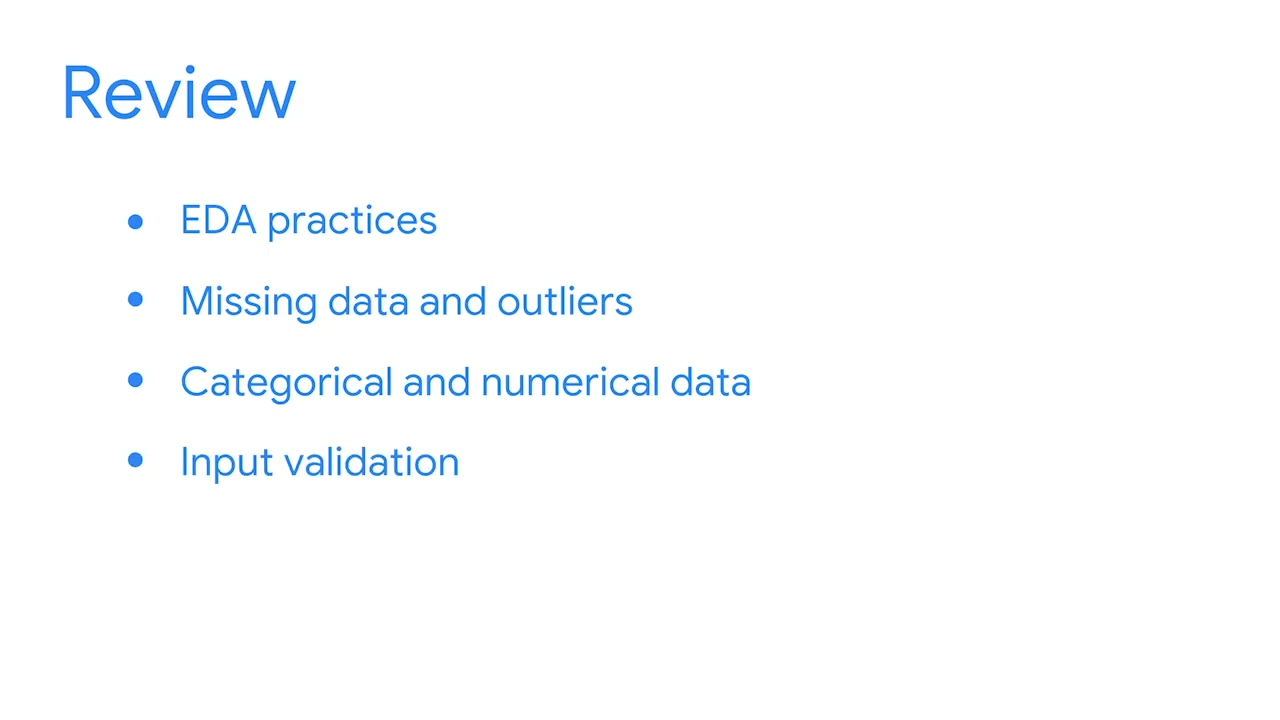 Review
• EDA practices
• Missing data and outliers
• Categorical and numerical data
• Input validation